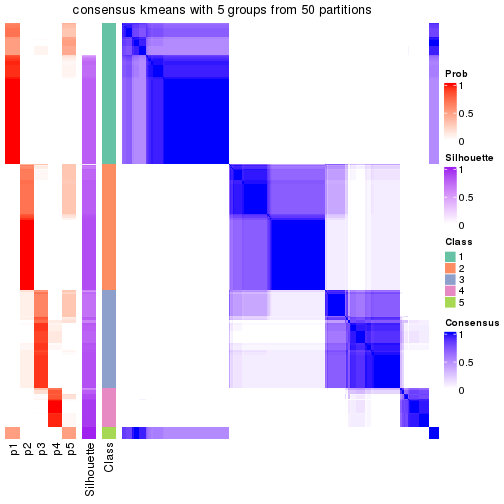 consensus kmeans with 5 groups from 50 partitions
Prob
1
0.5
0
Silhouette
1
0.5
0
Class
1
2
3
4
5
Consensus
1
0.5
0
p1
p2
p3
p4
p5
Silhouette
Class